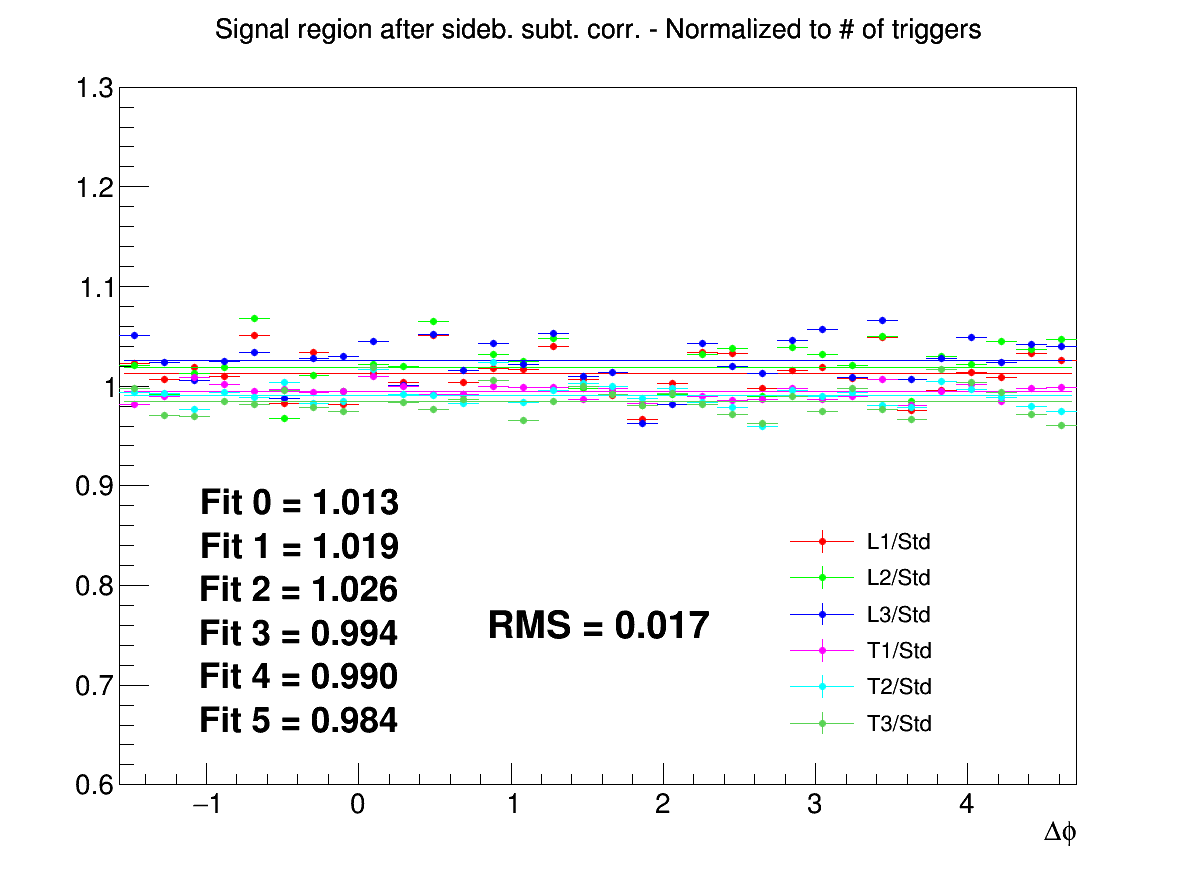 Signal region after sideb. subt. corr. - Normalized to # of triggers
1.3
1.2
1.1
1
0.9
0.8
0.7
0.6
Fit 0 = 1.013
Fit 1 = 1.019
Fit 2 = 1.026
Fit 3 = 0.994
Fit 4 = 0.990
Fit 5 = 0.984
RMS = 0.017
L1/Std
L2/Std
L3/Std
T1/Std
T2/Std
T3/Std
−1 0 1 2 3 4
Δϕ